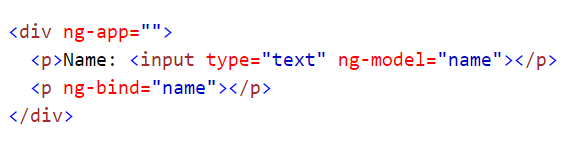 <div ng-app="">
  <p>Name: <input type="text" ng-model="name"></p>
  <p ng-bind="name"></p>
</div>